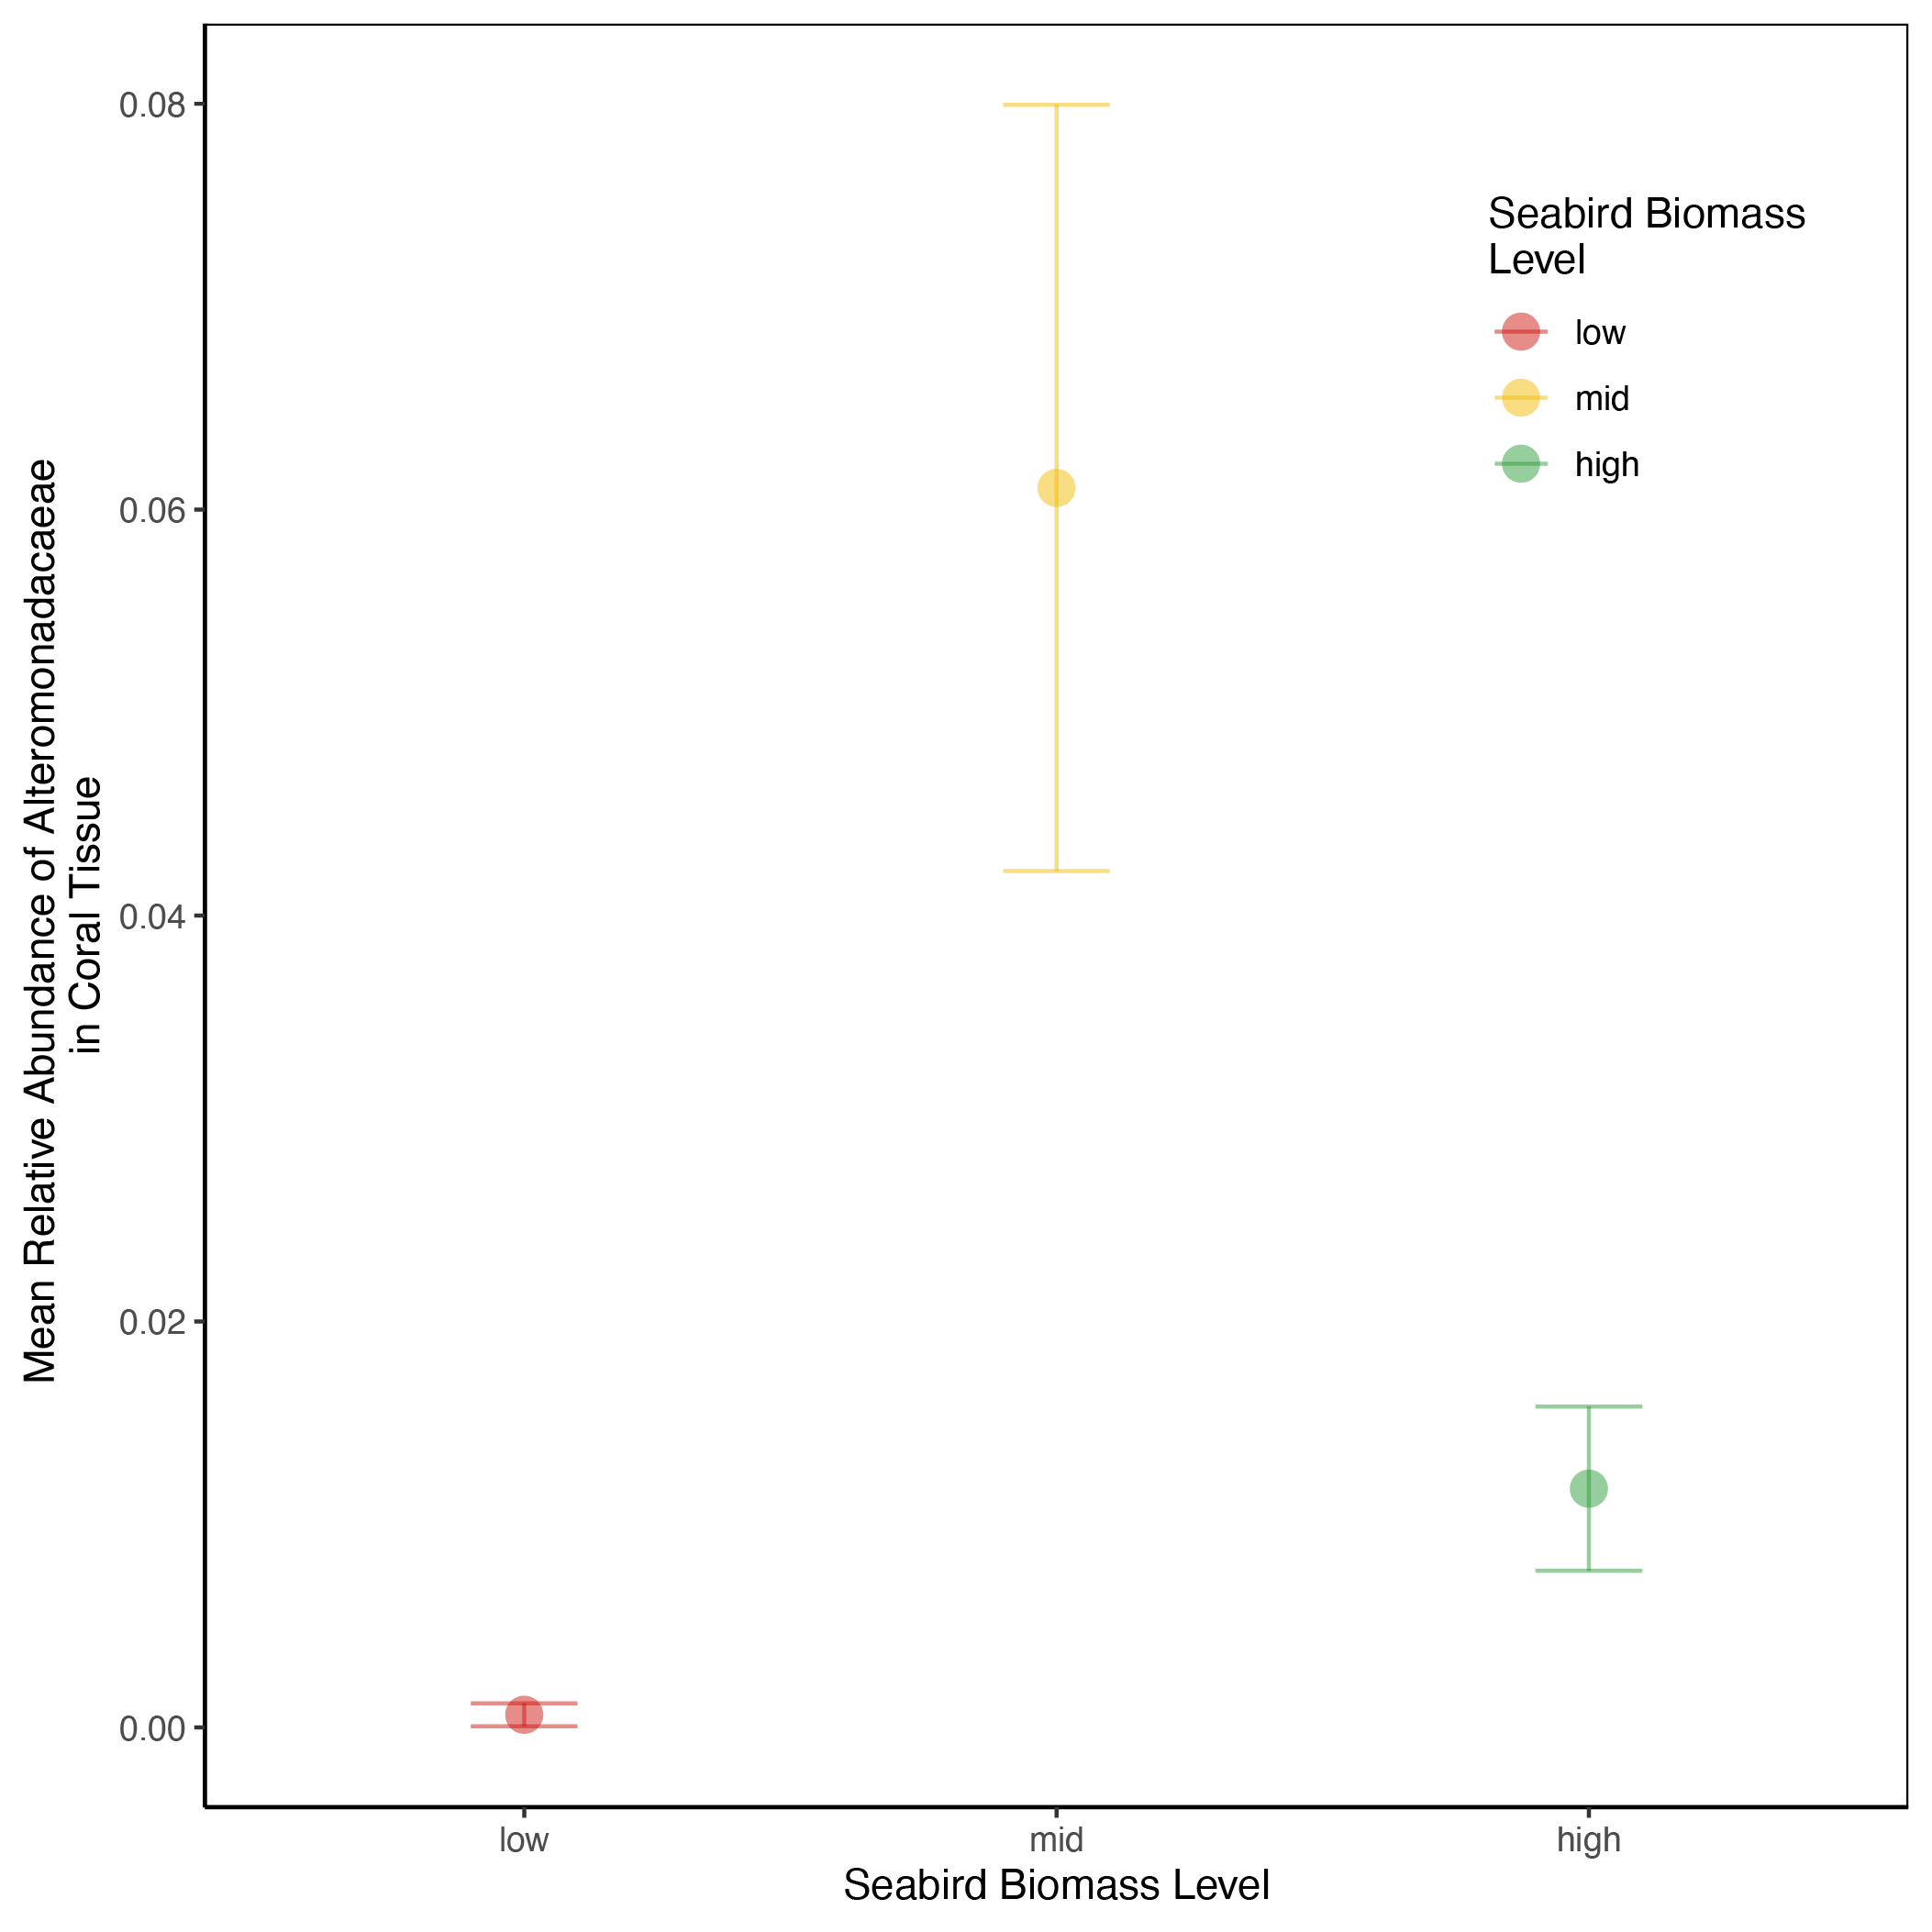 Mean Relative Abundance of Alteromonadacaeae
in Coral Tissue
0.08
0.06
0.04
0.02
0.00
Seabird Biomass
Level
low
mid
high
low
mid
high
Seabird Biomass Level